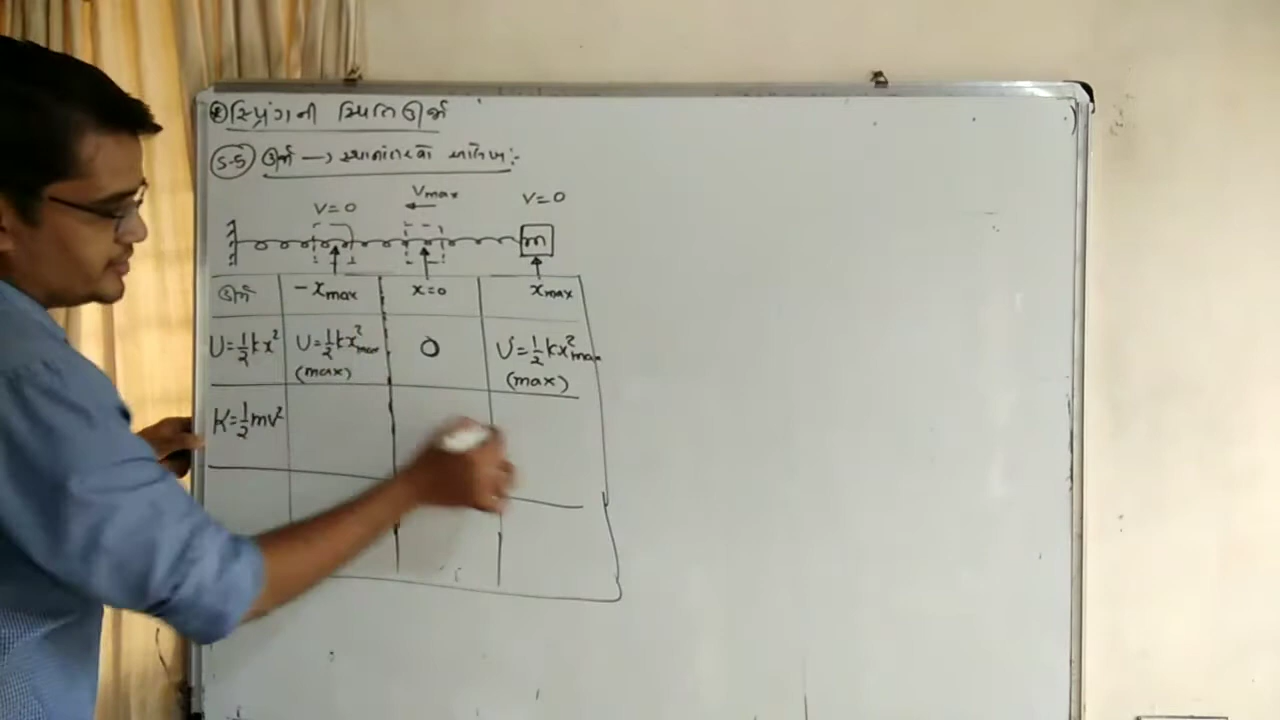 સ્પ્રિંગની સ્થિતિઊર્જા
S-5 ઊર્જા → સ્થાનાંતરનો આલેખ:-
V=0 Vmax V=0
m
ઊર્જા -xmax x=0 xmax
U=½kx² U=½kx²max 0 U=½kx²max
(max) (max)
K=½mv²